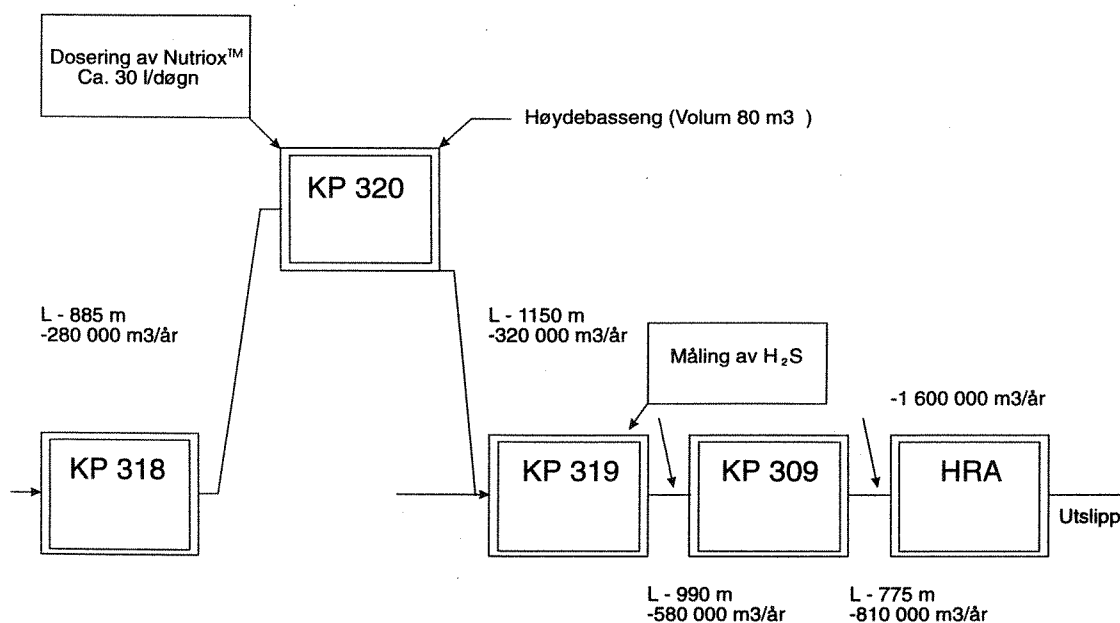 Dosering av Nutriox™
Ca. 30 l/døgn
Høydebasseng (Volum 80 m3 )
KP 320
L - 885 m
-280 000 m3/år
L - 1150 m
-320 000 m3/år
Måling av H₂S
-1 600 000 m3/år
KP 318
KP 319
KP 309
HRA
Utslipp
L - 990 m
-580 000 m3/år
L - 775 m
-810 000 m3/år